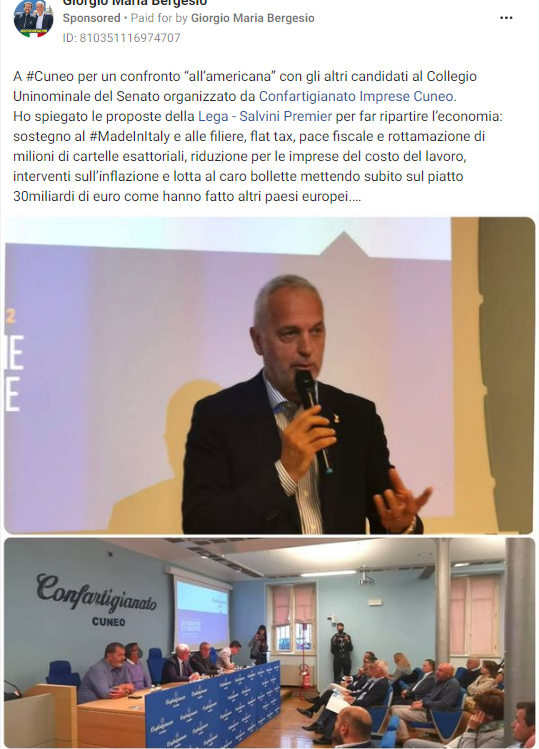 Giorgio Maria Bergesio
Sponsored • Paid for by Giorgio Maria Bergesio
ID: 810351116974707
A #Cuneo per un confronto “all’americana” con gli altri candidati al Collegio
Uninominale del Senato organizzato da Confartigianato Imprese Cuneo.
Ho spiegato le proposte della Lega - Salvini Premier per far ripartire l’economia:
sostegno al #MadeInItaly e alle filiere, flat tax, pace fiscale e rottamazione di
milioni di cartelle esattoriali, riduzione per le imprese del costo del lavoro,
interventi sull’inflazione e lotta al caro bollette mettendo subito sul piatto
30miliardi di euro come hanno fatto altri paesi europei....
2
IE
E
Confartigianato
CUNEO